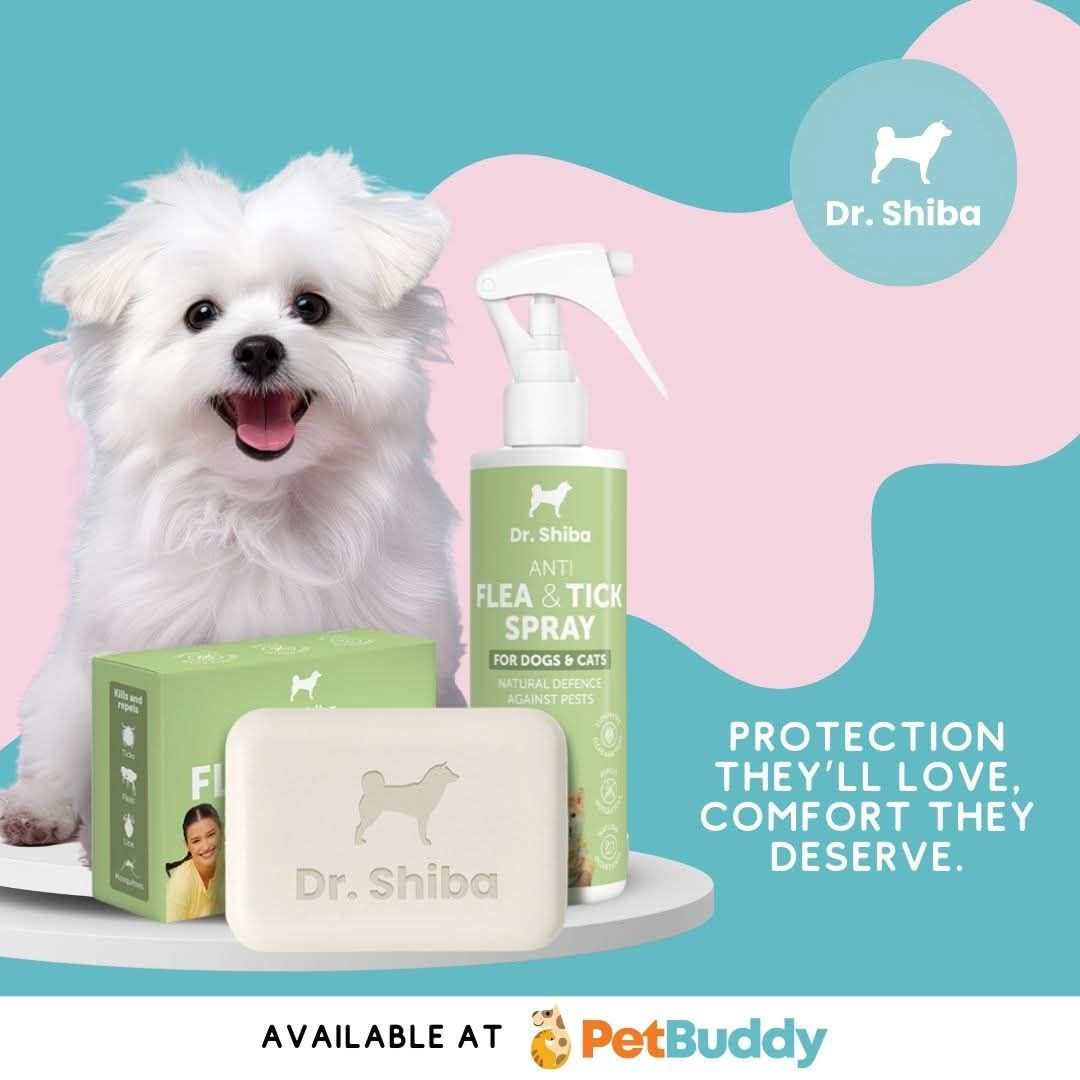 Dr. Shiba
Dr. Shiba
ANTI
FLEA & TICK
SPRAY
FOR DOGS & CATS
NATURAL DEFENCE
AGAINST PESTS
Kills and
repels
Ticks
Fleas
Lice
Mosquitoes
FL
Dr. Shiba
PROTECTION
THEY'LL LOVE,
COMFORT THEY
DESERVE.
AVAILABLE AT PetBuddy